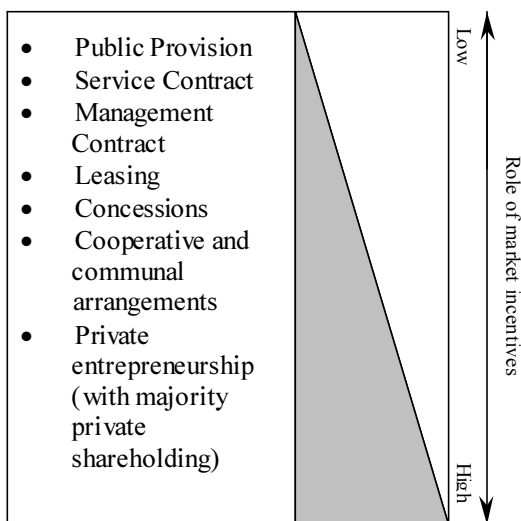 • Public Provision
• Service Contract
• Management
Contract
• Leasing
• Concessions
• Cooperative and
communal
arrangements
• Private
entrepreneurship
(with majority
private
shareholding)
Low
High
Role of market incentives